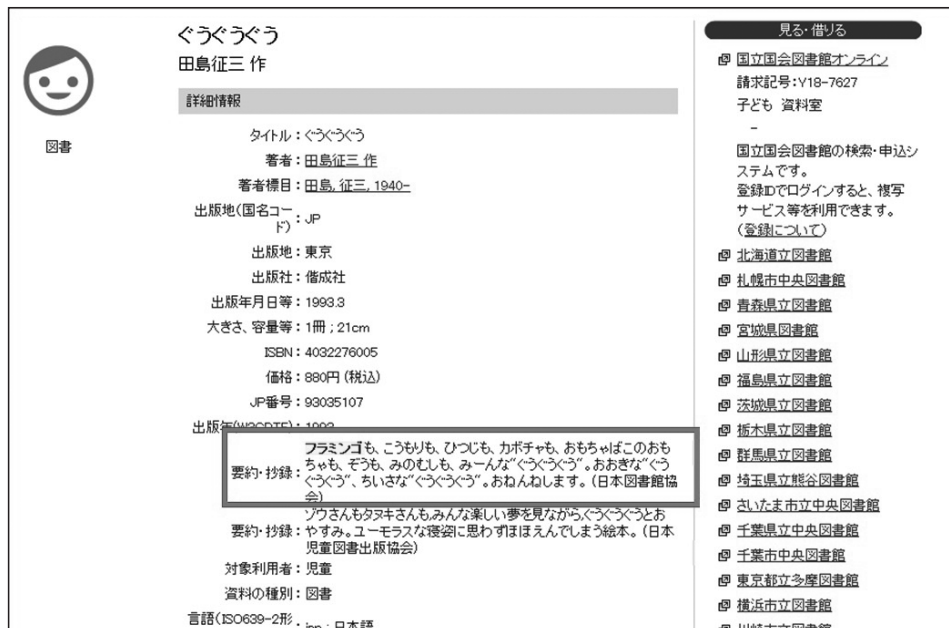 ぐうぐうぐう
田島征三 作
図書
詳細情報
タイトル：ぐうぐうぐう
著者：田島征三 作
著者標目：田島, 征三, 1940-
出版地(国名コー
ド)：JP
出版地：東京
出版社：偕成社
出版年月日等：1993.3
大きさ、容量等：1冊 ; 21cm
ISBN：4032276005
価格：880円 (税込)
JP番号：93035107
出版年(W3CDTF)：1993
フラミンゴも、こうもりも、ひつじも、カボチャも、おもちゃばこのおも
ちゃも、ぞうも、みのむしも、みーんな“ぐうぐうぐう”。おおきな“ぐう
要約・抄録：ぐうぐう”、ちいさな“ぐうぐうぐう”。おねんねします。(日本図書館協
会)
ゾウさんもタヌキさんも,みんな楽しい夢を見ながら,ぐうぐうぐうとお
要約・抄録：やすみ。ユーモラスな寝姿に思わずほほえんでしまう絵本。(日本
児童図書出版協会)
対象利用者：児童
資料の種別：図書
言語(ISO639-2形
：jpn : 日本語
見る・借りる
国立国会図書館オンライン
請求記号：Y18-7627
子ども 資料室
–
国立国会図書館の検索・申込シ
ステムです。
登録IDでログインすると、複写
サービス等を利用できます。
(登録について)
北海道立図書館
札幌市中央図書館
青森県立図書館
宮城県図書館
山形県立図書館
福島県立図書館
茨城県立図書館
栃木県立図書館
群馬県立図書館
埼玉県立熊谷図書館
さいたま市立中央図書館
千葉県立中央図書館
千葉市中央図書館
東京都立多摩図書館
横浜市立図書館
川崎市立図書館